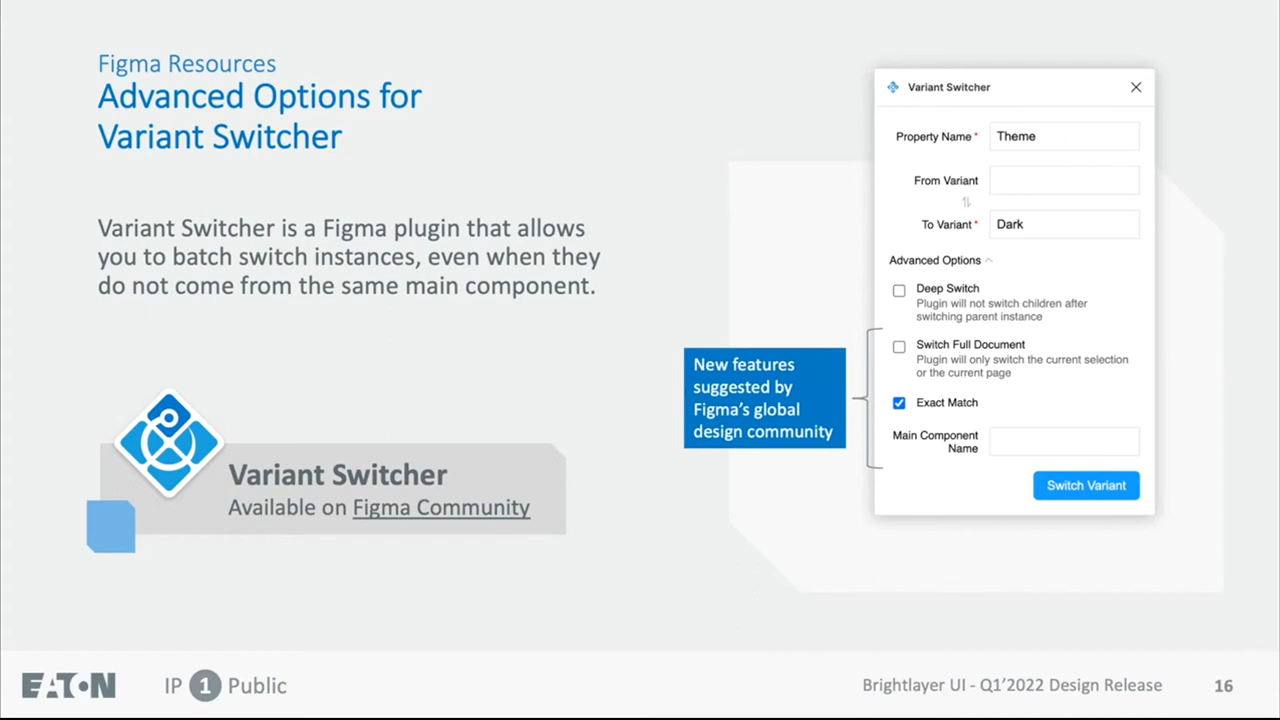 Figma Resources
Advanced Options for
Variant Switcher
Variant Switcher is a Figma plugin that allows
you to batch switch instances, even when they
do not come from the same main component.
Variant Switcher
Available on Figma Community
New features
suggested by
Figma's global
design community
Variant Switcher
Property Name * Theme
From Variant
To Variant * Dark
Advanced Options
Deep Switch
Plugin will not switch children after
switching parent instance
Switch Full Document
Plugin will only switch the current selection
or the current page
Exact Match
Main Component
Name
Switch Variant
EATON
IP 1 Public
Brightlayer UI - Q1'2022 Design Release
16